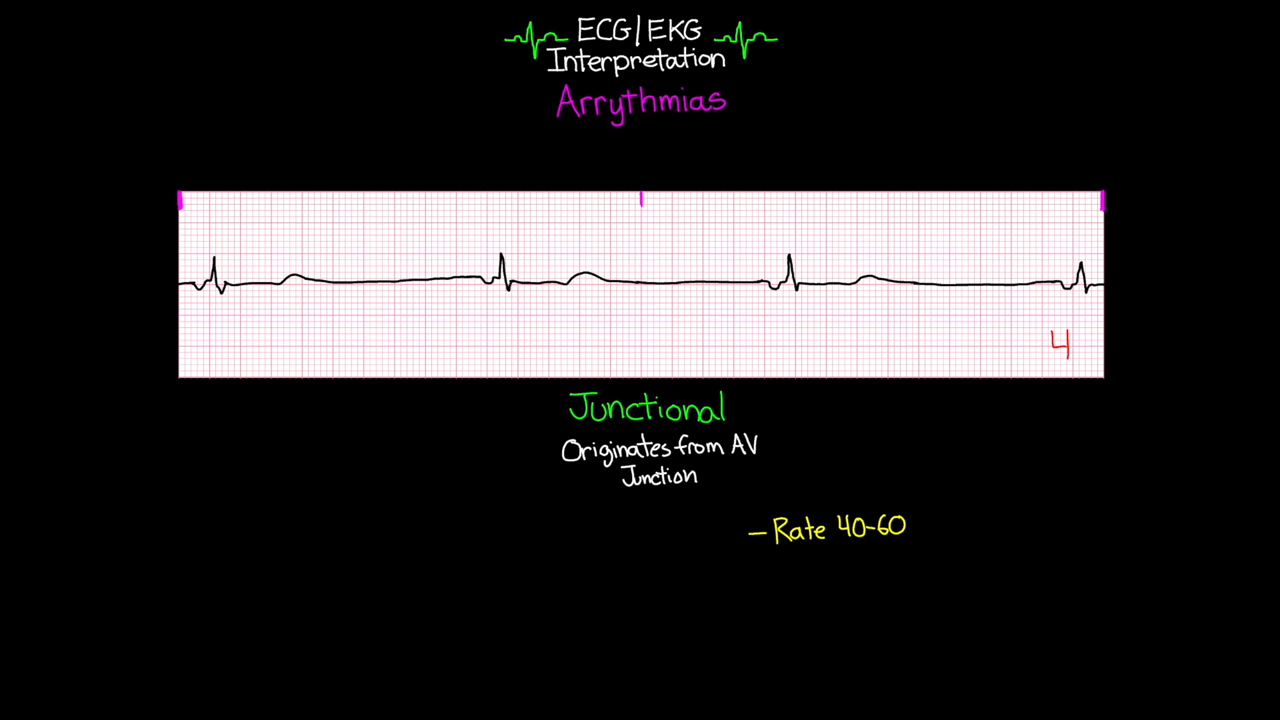 ECG|EKG
Interpretation
Arrythmias
4
Junctional
Originates from AV
Junction
- Rate 40-60